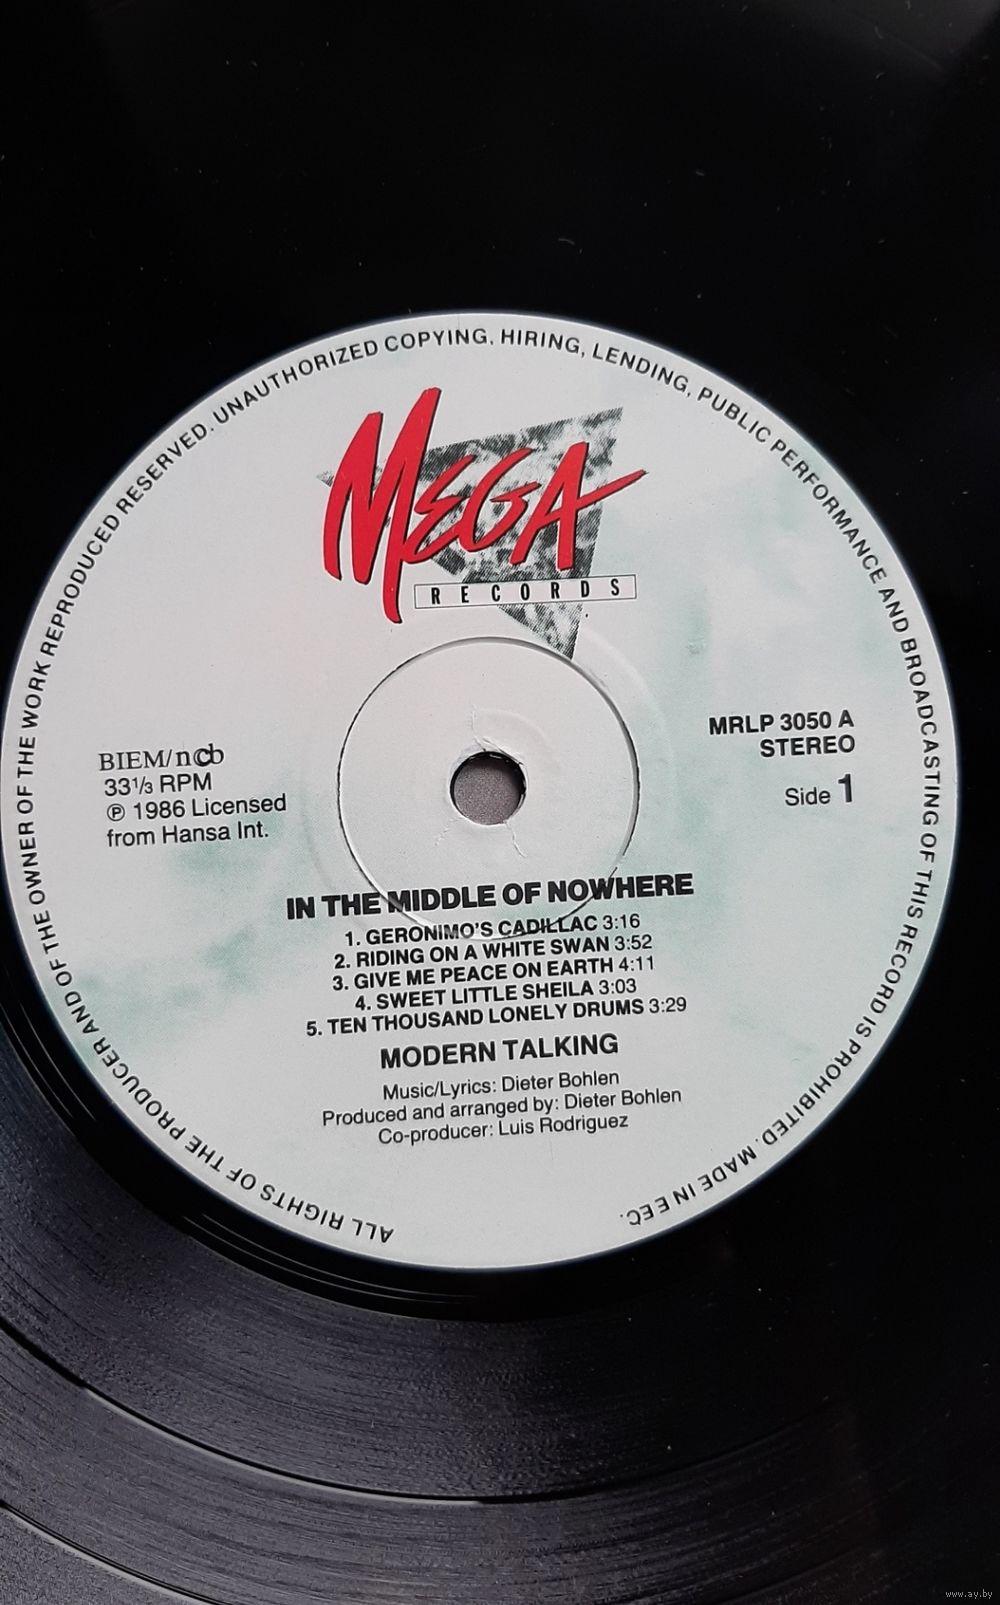 ALL RIGHTS OF THE PRODUCER AND OF THE OWNER OF THE WORK REPRODUCED RESERVED. UNAUTHORIZED COPYING, HIRING, LENDING, PUBLIC PERFORMANCE AND BROADCASTING OF THIS RECORD IS PROHIBITED. MADE IN EEC.
MEGA
RECORDS
BIEM/ncb
33 1/3 RPM
℗ 1986 Licensed
from Hansa Int.
MRLP 3050 A
STEREO
Side 1
IN THE MIDDLE OF NOWHERE
1. GERONIMO'S CADILLAC 3:16
2. RIDING ON A WHITE SWAN 3:52
3. GIVE ME PEACE ON EARTH 4:11
4. SWEET LITTLE SHEILA 3:03
5. TEN THOUSAND LONELY DRUMS 3:29
MODERN TALKING
Music/Lyrics: Dieter Bohlen
Produced and arranged by: Dieter Bohlen
Co-producer: Luis Rodriguez
www.ay.by